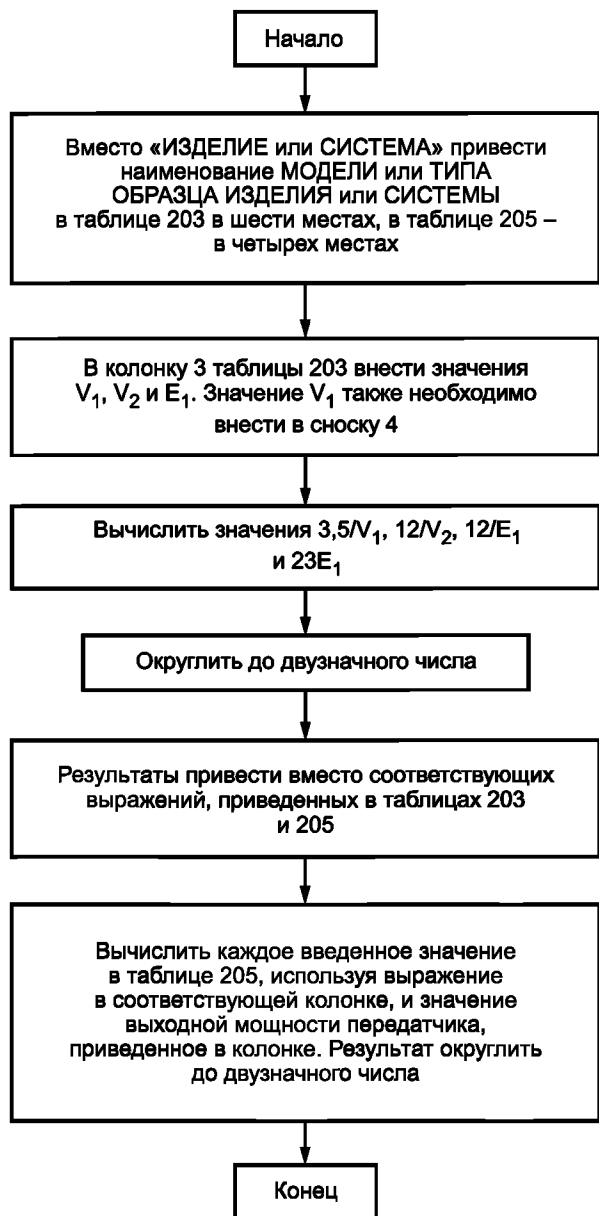 Начало
Вместо «ИЗДЕЛИЕ или СИСТЕМА» привести
наименование МОДЕЛИ или ТИПА
ОБРАЗЦА ИЗДЕЛИЯ или СИСТЕМЫ
в таблице 203 в шести местах, в таблице 205 –
в четырех местах
В колонку 3 таблицы 203 внести значения
V₁, V₂ и E₁. Значение V₁ также необходимо
внести в сноску 4
Вычислить значения 3,5/V₁, 12/V₂, 12/E₁
и 23E₁
Округлить до двузначного числа
Результаты привести вместо соответствующих
выражений, приведенных в таблицах 203
и 205
Вычислить каждое введенное значение
в таблице 205, используя выражение
в соответствующей колонке, и значение
выходной мощности передатчика,
приведенное в колонке. Результат округлить
до двузначного числа
Конец